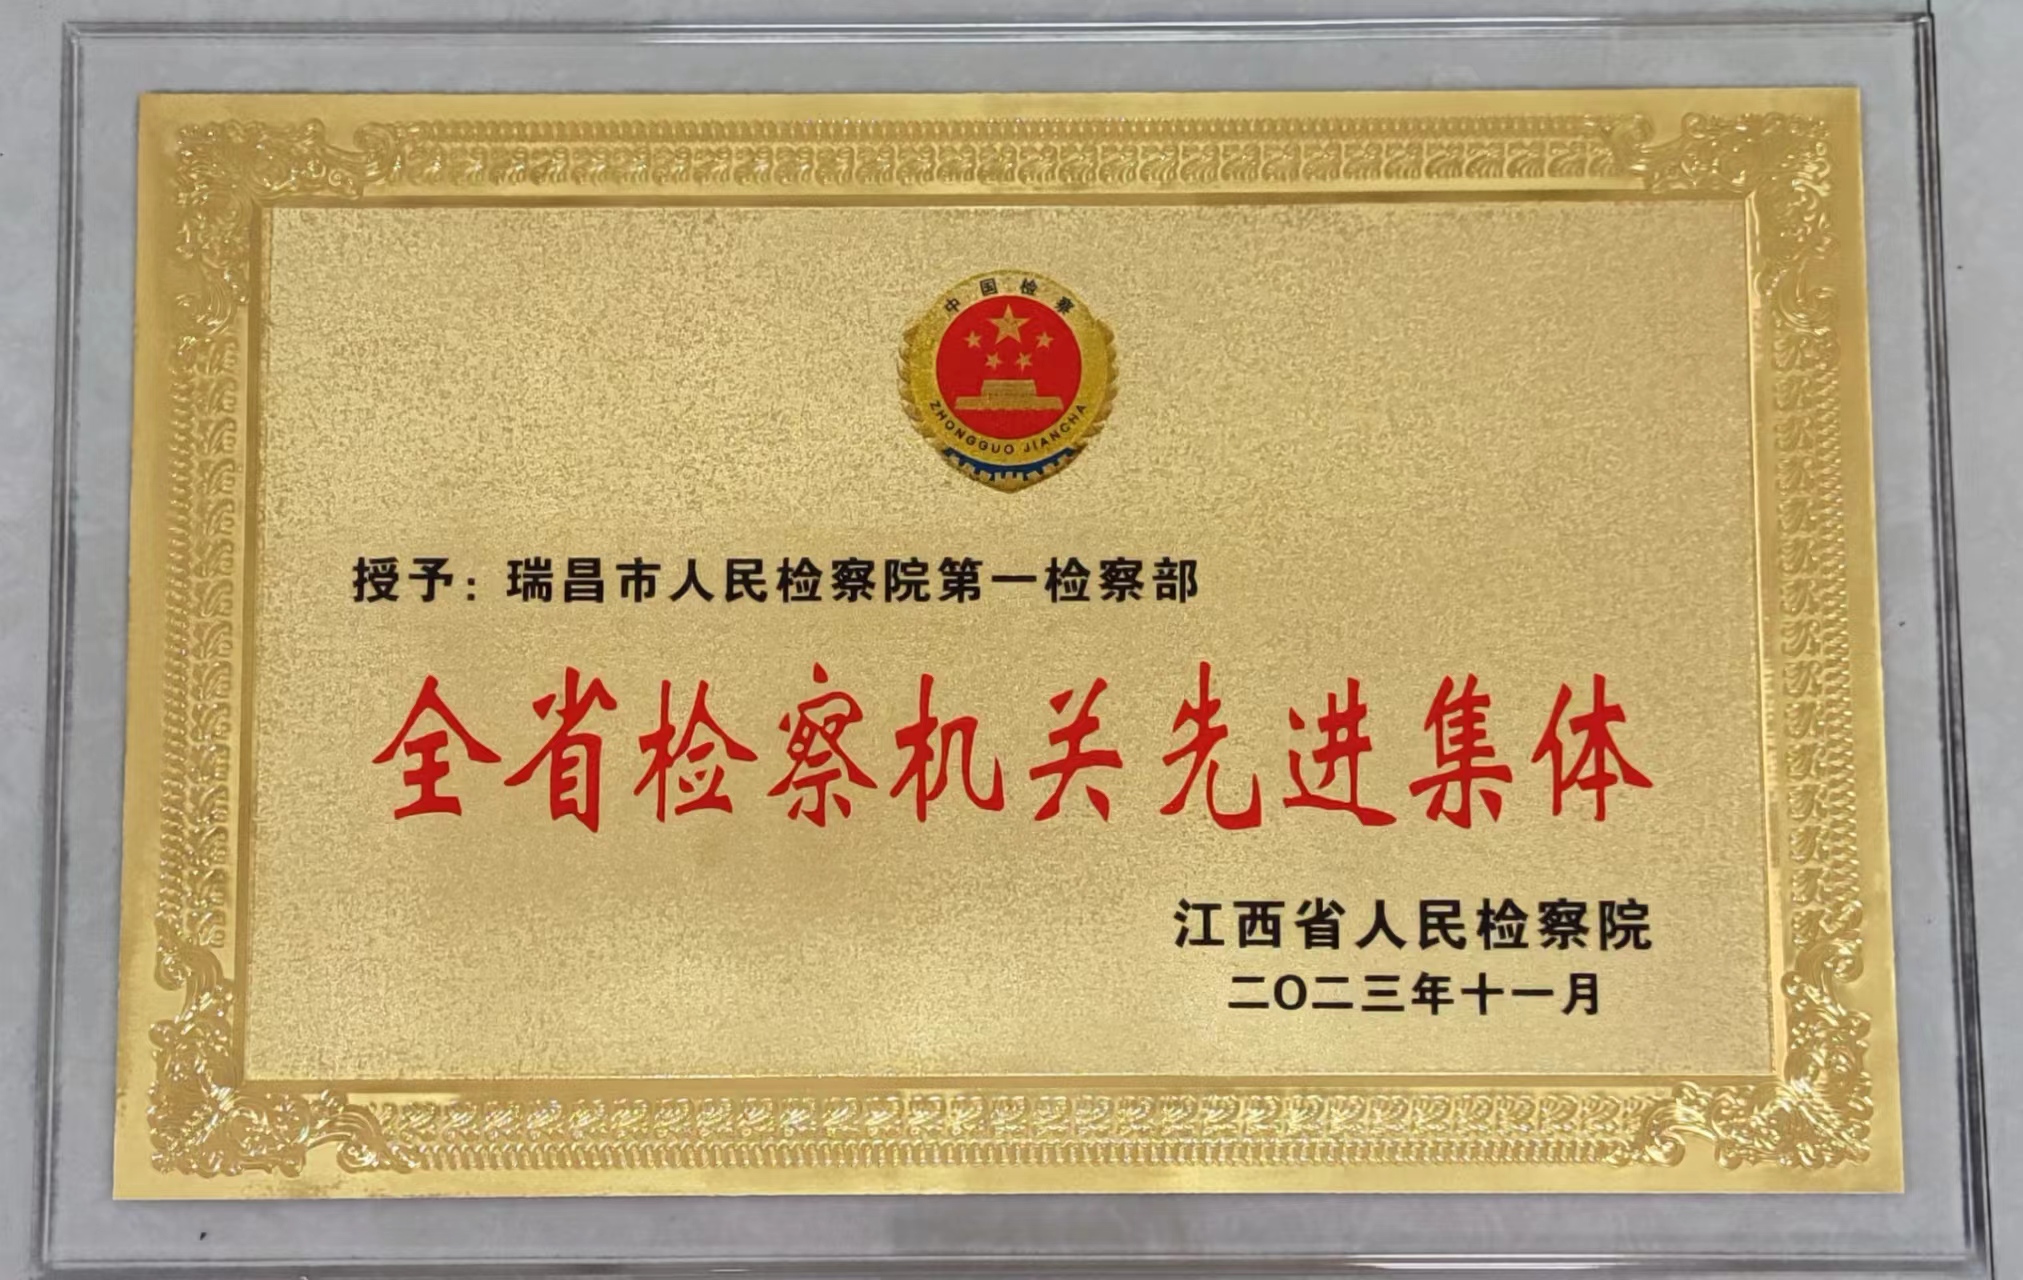 中国检察
ZHONGGUO JIANCHA
授予：瑞昌市人民检察院第一检察部
全省检察机关先进集体
江西省人民检察院
二〇二三年十一月